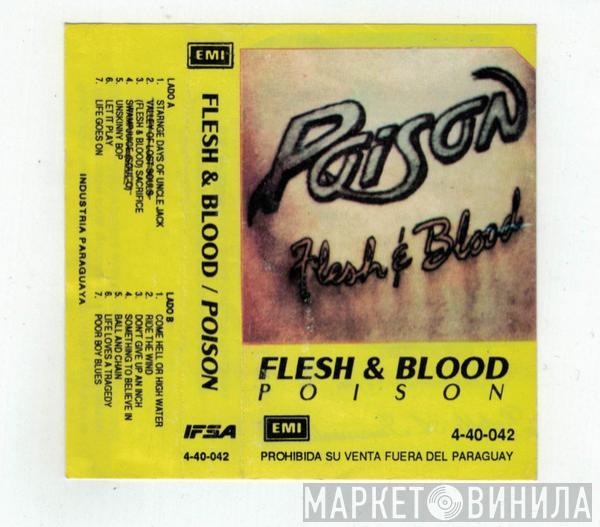 LADO A
1. STARNGE DAYS OF UNCLE JACK
2. VALLEY OF LOST SOULS
3. (FLESH & BLOOD) SACRIFICE
4. SWAMPJUICE (SOUL-O)
5. UNSKINNY BOP
6. LET IT PLAY
7. LIFE GOES ON
INDUSTRIA PARAGUAYA
LADO B
1. COME HELL OR HIGH WATER
2. RIDE THE WIND
3. DON'T GIVE UP AN INCH
4. SOMETHING TO BELIEVE IN
5. BALL AND CHAIN
6. LIFE LOVES A TRAGEDY
7. POOR BOY BLUES
EMI
FLESH & BLOOD / POISON
IFSA
4-40-042
Poison
Flesh & Blood
FLESH & BLOOD
POISON
EMI
4-40-042
PROHIBIDA SU VENTA FUERA DEL PARAGUAY
МАРКЕТ ВИНИЛА